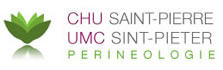 CHU SAINT-PIERRE
UMC SINT-PIETER
PERINEOLOGIE